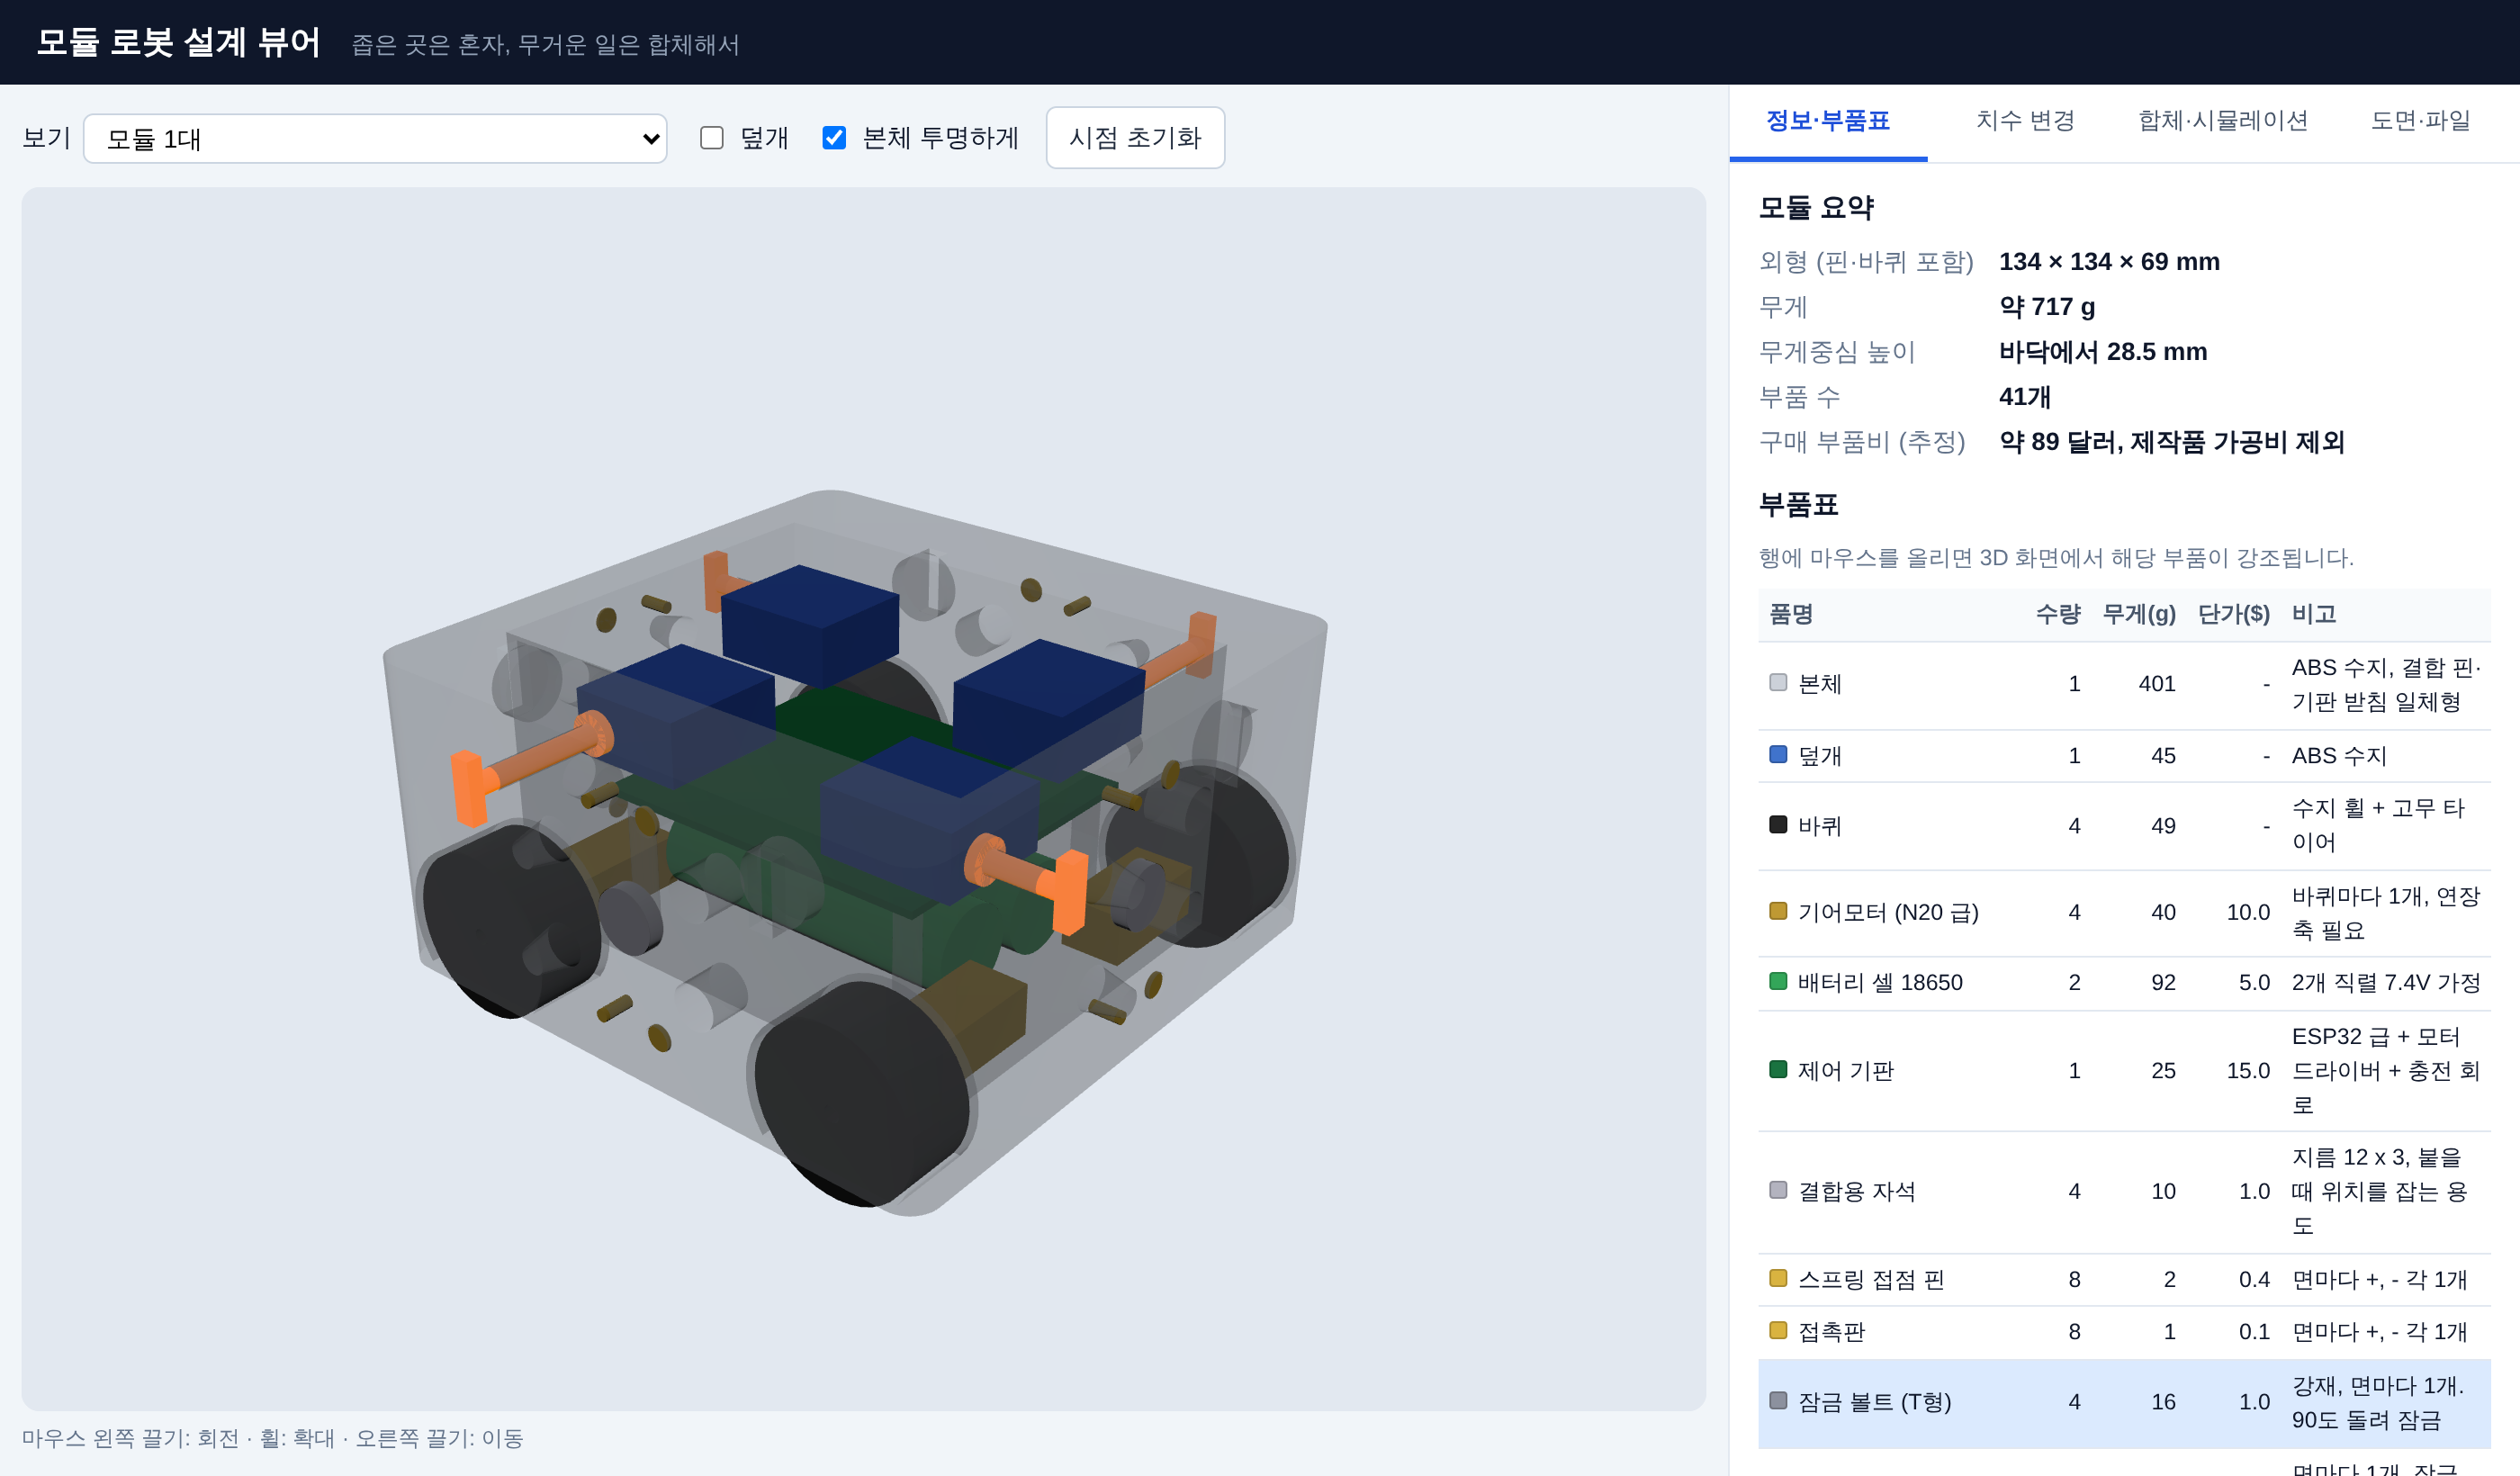 모듈 로봇 설계 뷰어
좁은 곳은 혼자, 무거운 일은 합체해서
보기
모듈 1대
덮개
본체 투명하게
시점 초기화
마우스 왼쪽 끌기: 회전 · 휠: 확대 · 오른쪽 끌기: 이동
정보·부품표
치수 변경
합체·시뮬레이션
도면·파일
모듈 요약
외형 (핀·바퀴 포함) 134 × 134 × 69 mm
무게 약 717 g
무게중심 높이 바닥에서 28.5 mm
부품 수 41개
구매 부품비 (추정) 약 89 달러, 제작품 가공비 제외
부품표
행에 마우스를 올리면 3D 화면에서 해당 부품이 강조됩니다.
품명 수량 무게(g) 단가($) 비고
본체 1 401 - ABS 수지, 결합 핀·
기판 받침 일체형
덮개 1 45 - ABS 수지
바퀴 4 49 - 수지 휠 + 고무 타
이어
기어모터 (N20 급) 4 40 10.0 바퀴마다 1개, 연장
축 필요
배터리 셀 18650 2 92 5.0 2개 직렬 7.4V 가정
제어 기판 1 25 15.0 ESP32 급 + 모터
드라이버 + 충전 회
로
결합용 자석 4 10 1.0 지름 12 x 3, 붙을
때 위치를 잡는 용
도
스프링 접점 핀 8 2 0.4 면마다 +, - 각 1개
접촉판 8 1 0.1 면마다 +, - 각 1개
잠금 볼트 (T형) 4 16 1.0 강재, 면마다 1개.
90도 돌려 잠금
면마다 1개, 잠금